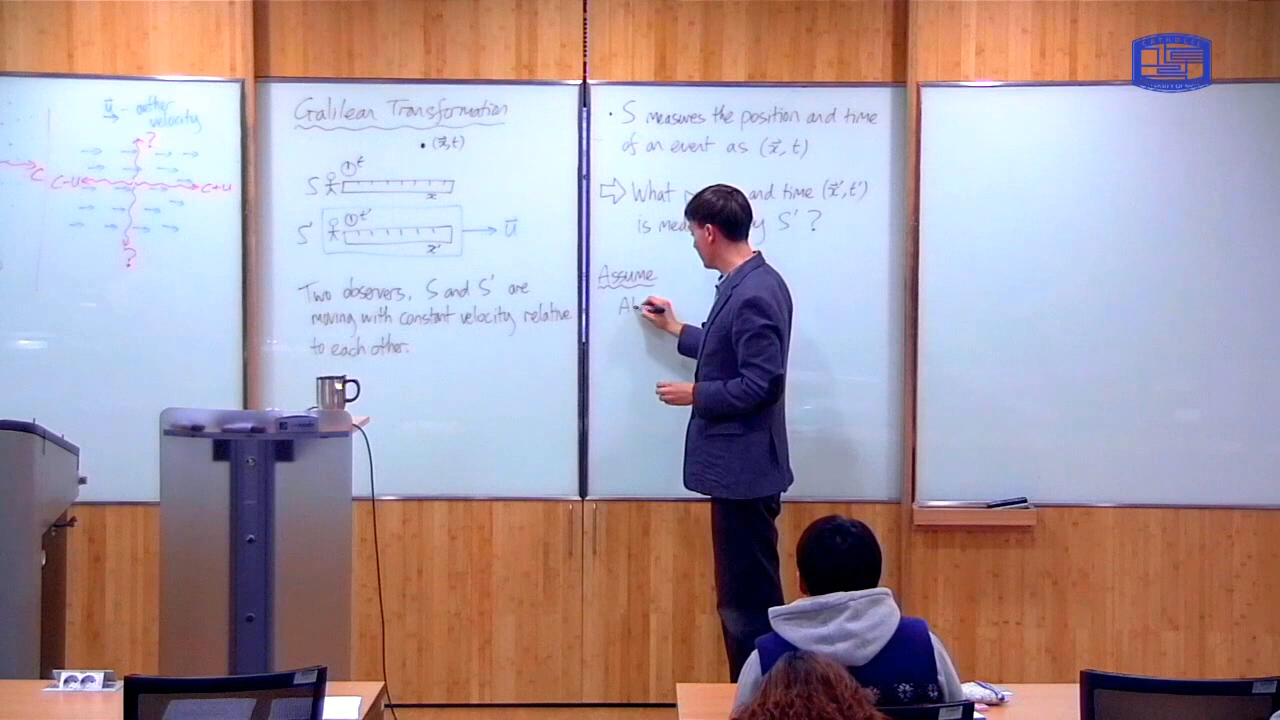 u⃗ - aether
velocity
?
C
C-U
C+U
?
Galilean Transformation
• (x⃗,t)
t
S
x
t'
S'
u⃗
x'
Two observers, S and S' are
moving with constant velocity relative
to each other.
• S measures the position and time
of an event as (x⃗, t)
⇨ What and time (x⃗', t')
is S' ?
Assume
CATHOLIC